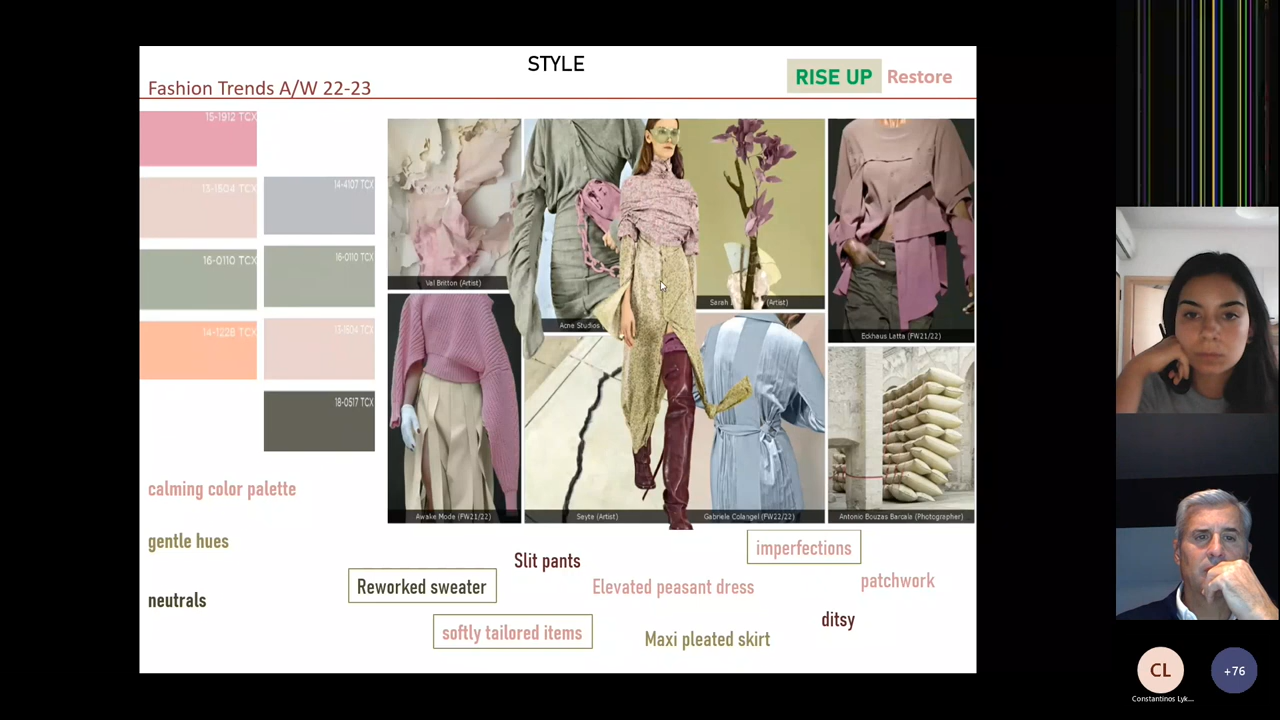 STYLE
Fashion Trends A/W 22-23
RISE UP Restore
15-1912 TCX
13-1504 TCX
14-4107 TCX
16-0110 TCX
16-0110 TCX
14-1228 TCX
13-1504 TCX
18-0517 TCX
Val Britton (Artist)
Acne Studios
Sarah
(Artist)
Eckhaus Latta (FW21/22)
Awake Mode (FW21/22)
Seyte (Artist)
Gabriele Colangel (FW22/22)
Antonio Bouzas Barcala (Photographer)
calming color palette
gentle hues
neutrals
Slit pants
imperfections
Reworked sweater
Elevated peasant dress
patchwork
softly tailored items
Maxi pleated skirt
ditsy
CL
+76
Constantinos Lyk...